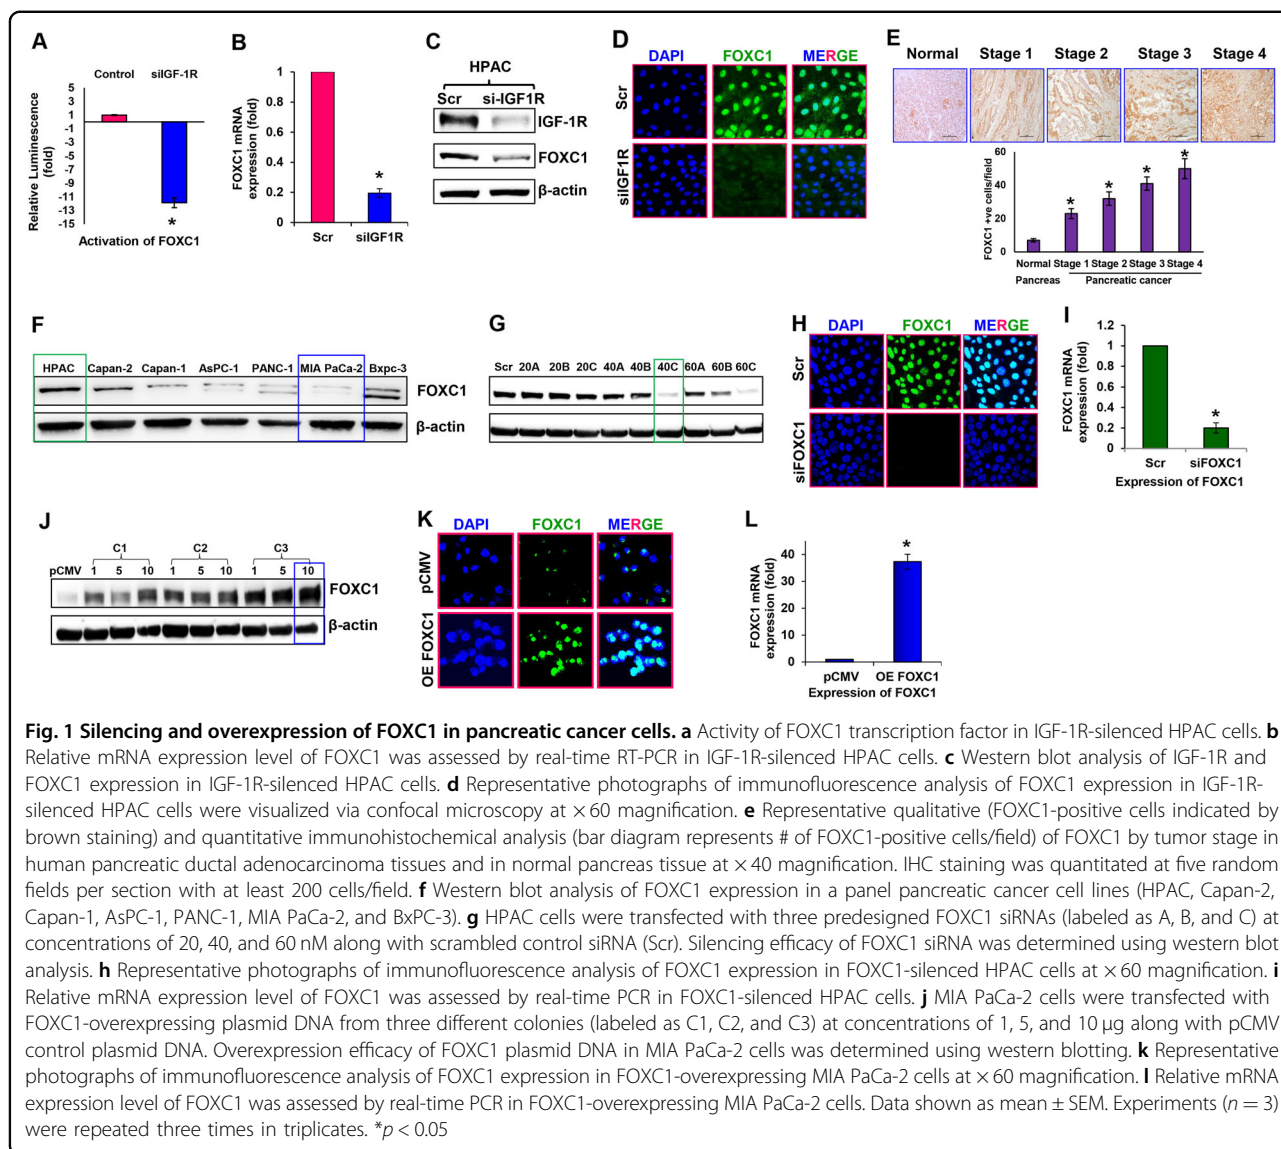 A
Control siIGF-1R
Relative Luminescence (fold)
5
3
1
-1
-3
-5
-7
-9
-11
-13
-15
*
Activation of FOXC1
B
FOXC1 mRNA expression (fold)
1
0.8
0.6
0.4
0.2
0
*
Scr siIGF1R
C
HPAC
Scr si-IGF1R
IGF-1R
FOXC1
β-actin
D
DAPI FOXC1 MERGE
Scr
siIGF1R
E
Normal Stage 1 Stage 2 Stage 3 Stage 4
FOXC1 +ve cells/field
60
40
20
0
* * * *
Normal Stage 1 Stage 2 Stage 3 Stage 4
Pancreas Pancreatic cancer
F
HPAC Capan-2 Capan-1 AsPC-1 PANC-1 MIA PaCa-2 Bxpc-3
FOXC1
β-actin
G
Scr 20A 20B 20C 40A 40B 40C 60A 60B 60C
H
DAPI FOXC1 MERGE
Scr
siFOXC1
I
FOXC1 mRNA expression (fold)
1.2
1
0.8
0.6
0.4
0.2
0
*
Scr siFOXC1
Expression of FOXC1
J
C1 C2 C3
pCMV 1 5 10 1 5 10 1 5 10
FOXC1
β-actin
K
DAPI FOXC1 MERGE
pCMV
OE FOXC1
L
FOXC1 mRNA expression (fold)
40
30
20
10
0
*
pCMV OE FOXC1
Expression of FOXC1
Fig. 1 Silencing and overexpression of FOXC1 in pancreatic cancer cells. a Activity of FOXC1 transcription factor in IGF-1R-silenced HPAC cells. b
Relative mRNA expression level of FOXC1 was assessed by real-time RT-PCR in IGF-1R-silenced HPAC cells. c Western blot analysis of IGF-1R and
FOXC1 expression in IGF-1R-silenced HPAC cells. d Representative photographs of immunofluorescence analysis of FOXC1 expression in IGF-1R-
silenced HPAC cells were visualized via confocal microscopy at × 60 magnification. e Representative qualitative (FOXC1-positive cells indicated by
brown staining) and quantitative immunohistochemical analysis (bar diagram represents # of FOXC1-positive cells/field) of FOXC1 by tumor stage in
human pancreatic ductal adenocarcinoma tissues and in normal pancreas tissue at × 40 magnification. IHC staining was quantitated at five random
fields per section with at least 200 cells/field. f Western blot analysis of FOXC1 expression in a panel pancreatic cancer cell lines (HPAC, Capan-2,
Capan-1, AsPC-1, PANC-1, MIA PaCa-2, and BxPC-3). g HPAC cells were transfected with three predesigned FOXC1 siRNAs (labeled as A, B, and C) at
concentrations of 20, 40, and 60 nM along with scrambled control siRNA (Scr). Silencing efficacy of FOXC1 siRNA was determined using western blot
analysis. h Representative photographs of immunofluorescence analysis of FOXC1 expression in FOXC1-silenced HPAC cells at × 60 magnification. i
Relative mRNA expression level of FOXC1 was assessed by real-time PCR in FOXC1-silenced HPAC cells. j MIA PaCa-2 cells were transfected with
FOXC1-overexpressing plasmid DNA from three different colonies (labeled as C1, C2, and C3) at concentrations of 1, 5, and 10 µg along with pCMV
control plasmid DNA. Overexpression efficacy of FOXC1 plasmid DNA in MIA PaCa-2 cells was determined using western blotting. k Representative
photographs of immunofluorescence analysis of FOXC1 expression in FOXC1-overexpressing MIA PaCa-2 cells at × 60 magnification. l Relative mRNA
expression level of FOXC1 was assessed by real-time PCR in FOXC1-overexpressing MIA PaCa-2 cells. Data shown as mean ± SEM. Experiments (n = 3)
were repeated three times in triplicates. *p < 0.05